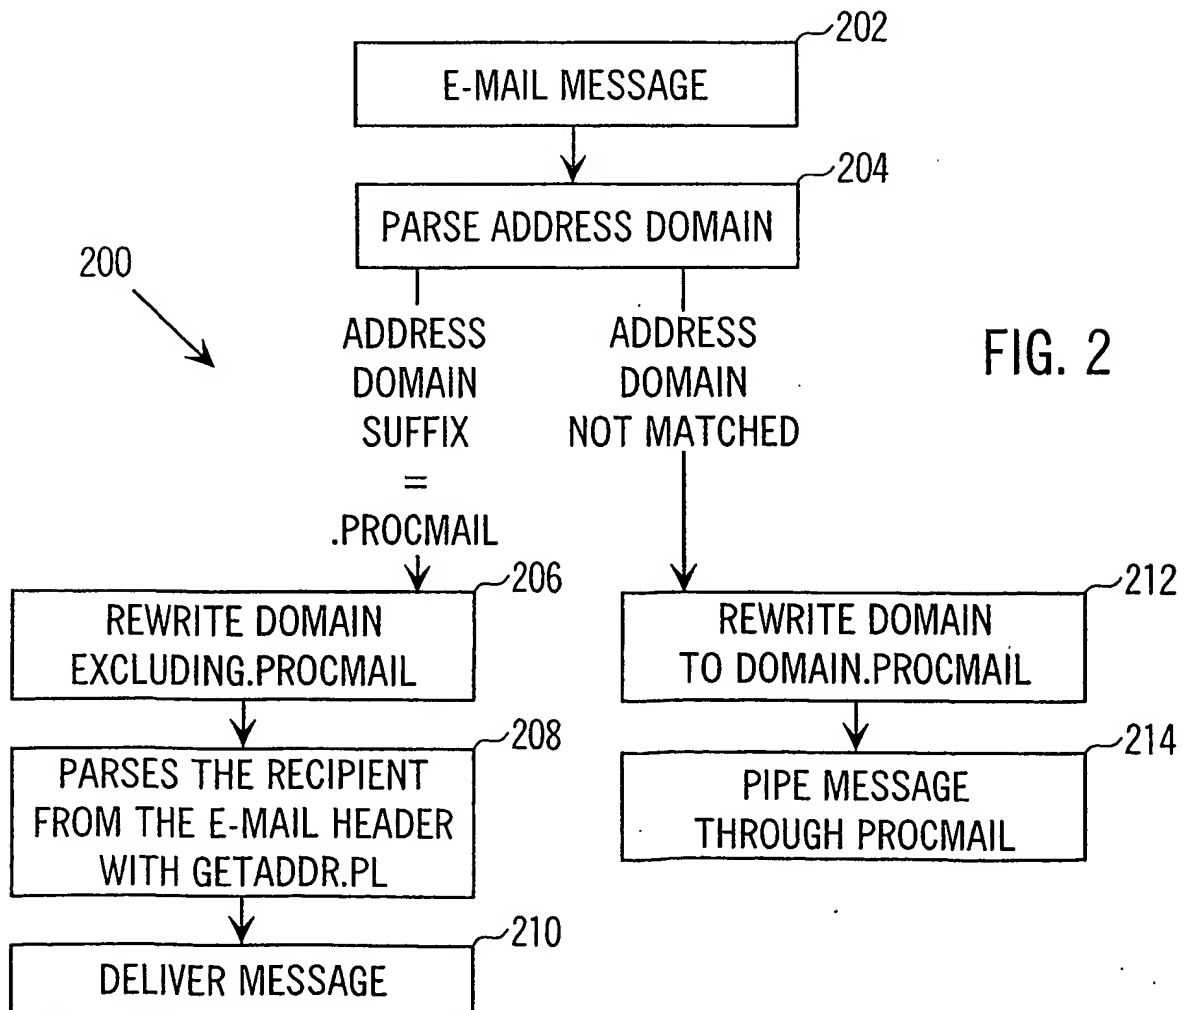 202
E-MAIL MESSAGE
204
PARSE ADDRESS DOMAIN
200
ADDRESS
DOMAIN
SUFFIX
=
.PROCMAIL
ADDRESS
DOMAIN
NOT MATCHED
FIG. 2
206
REWRITE DOMAIN
EXCLUDING.PROCMAIL
212
REWRITE DOMAIN
TO DOMAIN.PROCMAIL
208
PARSES THE RECIPIENT
FROM THE E-MAIL HEADER
WITH GETADDR.PL
214
PIPE MESSAGE
THROUGH PROCMAIL
210
DELIVER MESSAGE